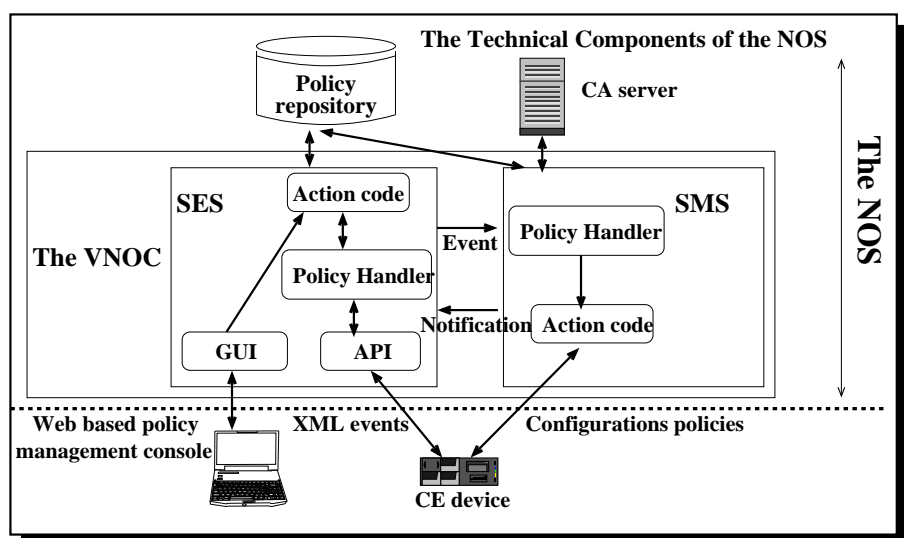 The Technical Components of the NOS
Policy
repository
CA server
The NOS
SES
Action code
SMS
Policy Handler
Event
The VNOC
Policy Handler
Notification
Action code
GUI
API
Web based policy
management console
XML events
Configurations policies
CE device